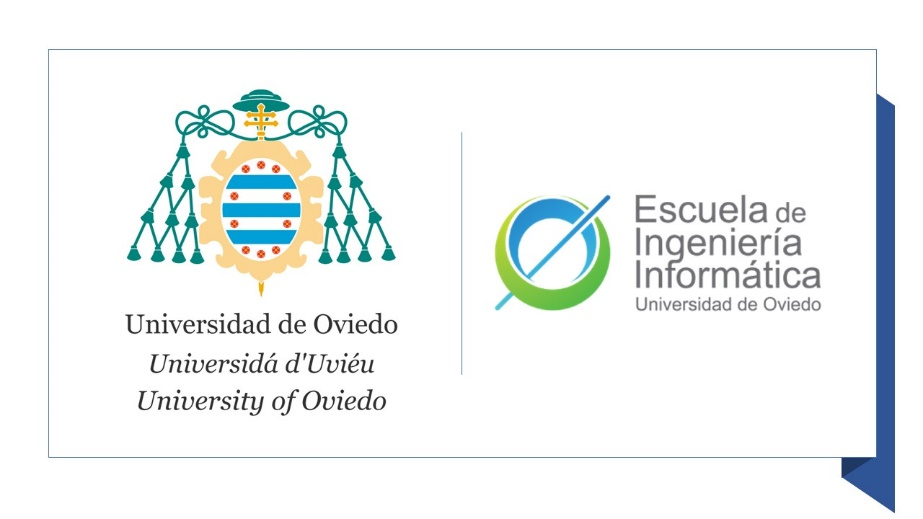 Universidad de Oviedo
Universidá d'Uviéu
University of Oviedo
Escuela de
Ingeniería
Informática
Universidad de Oviedo